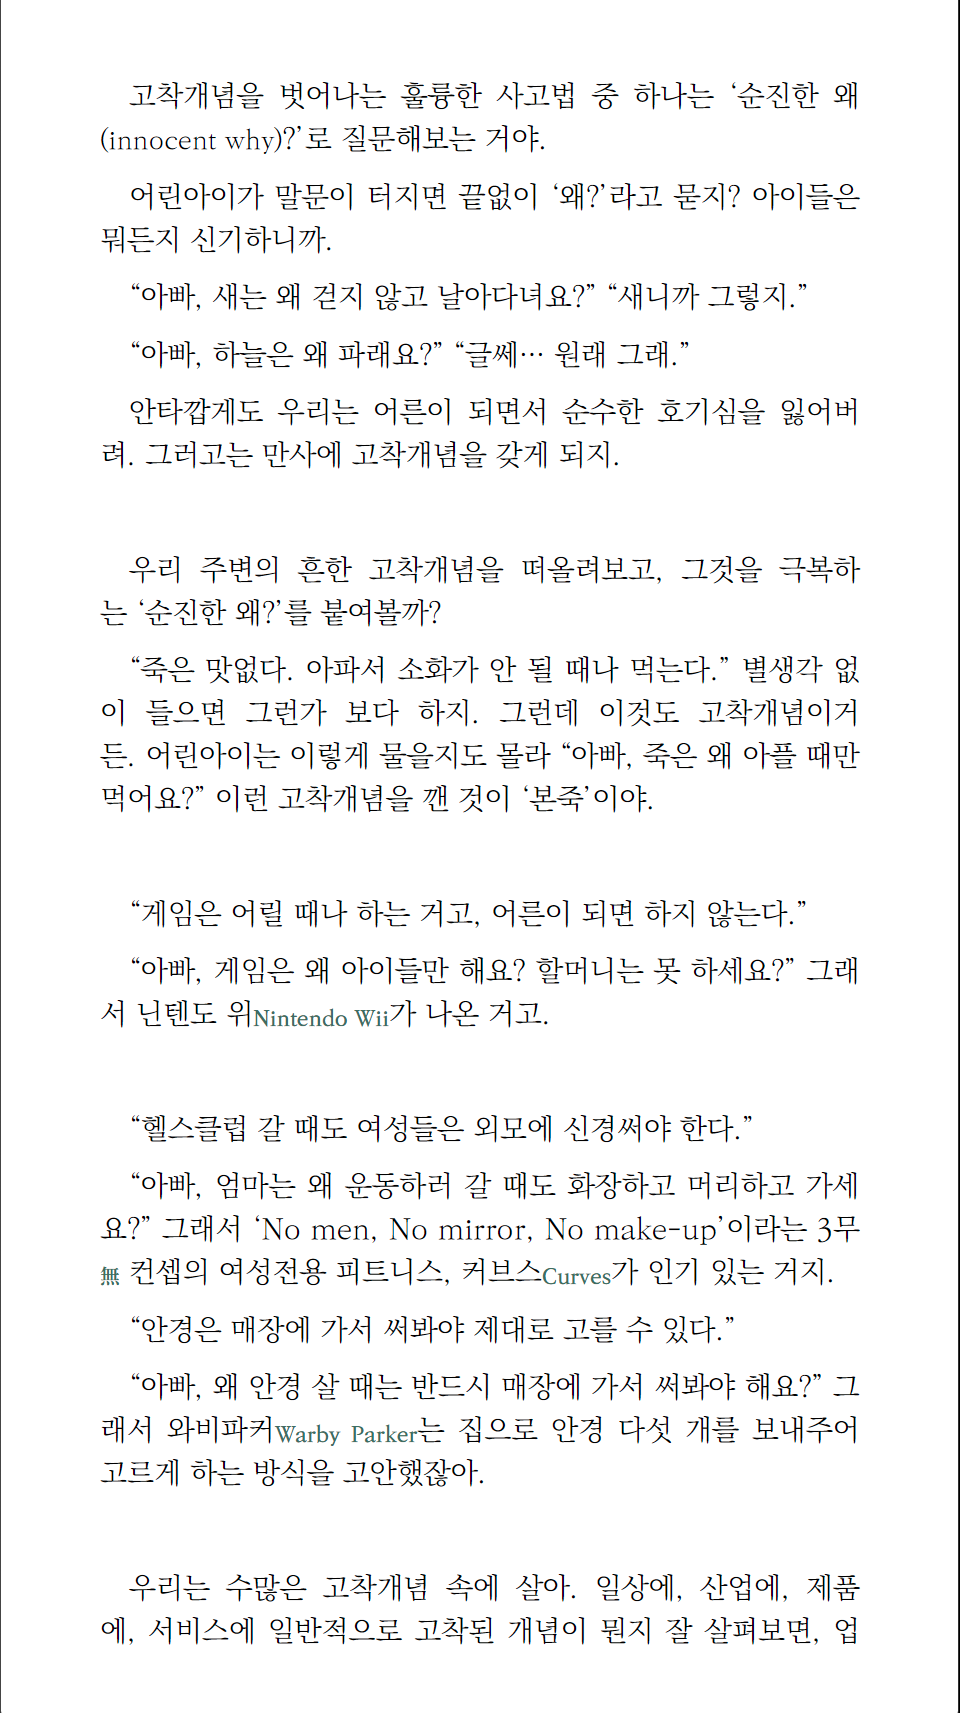 고착개념을 벗어나는 훌륭한 사고법 중 하나는 ‘순진한 왜
(innocent why)?’로 질문해보는 거야.
어린아이가 말문이 터지면 끝없이 ‘왜?’라고 묻지? 아이들은
뭐든지 신기하니까.
“아빠, 새는 왜 걷지 않고 날아다녀요?” “새니까 그렇지.”
“아빠, 하늘은 왜 파래요?” “글쎄… 원래 그래.”
안타깝게도 우리는 어른이 되면서 순수한 호기심을 잃어버
려. 그러고는 만사에 고착개념을 갖게 되지.
우리 주변의 흔한 고착개념을 떠올려보고, 그것을 극복하
는 ‘순진한 왜?’를 붙여볼까?
“죽은 맛없다. 아파서 소화가 안 될 때나 먹는다.” 별생각 없
이 들으면 그런가 보다 하지. 그런데 이것도 고착개념이거
든. 어린아이는 이렇게 물을지도 몰라 “아빠, 죽은 왜 아플 때만
먹어요?” 이런 고착개념을 깬 것이 ‘본죽’이야.
“게임은 어릴 때나 하는 거고, 어른이 되면 하지 않는다.”
“아빠, 게임은 왜 아이들만 해요? 할머니는 못 하세요?” 그래
서 닌텐도 위Nintendo Wii가 나온 거고.
“헬스클럽 갈 때도 여성들은 외모에 신경써야 한다.”
“아빠, 엄마는 왜 운동하러 갈 때도 화장하고 머리하고 가세
요?” 그래서 ‘No men, No mirror, No make-up’이라는 3무
無 컨셉의 여성전용 피트니스, 커브스Curves가 인기 있는 거지.
“안경은 매장에 가서 써봐야 제대로 고를 수 있다.”
“아빠, 왜 안경 살 때는 반드시 매장에 가서 써봐야 해요?” 그
래서 와비파커Warby Parker는 집으로 안경 다섯 개를 보내주어
고르게 하는 방식을 고안했잖아.
우리는 수많은 고착개념 속에 살아. 일상에, 산업에, 제품
에, 서비스에 일반적으로 고착된 개념이 뭔지 잘 살펴보면, 업